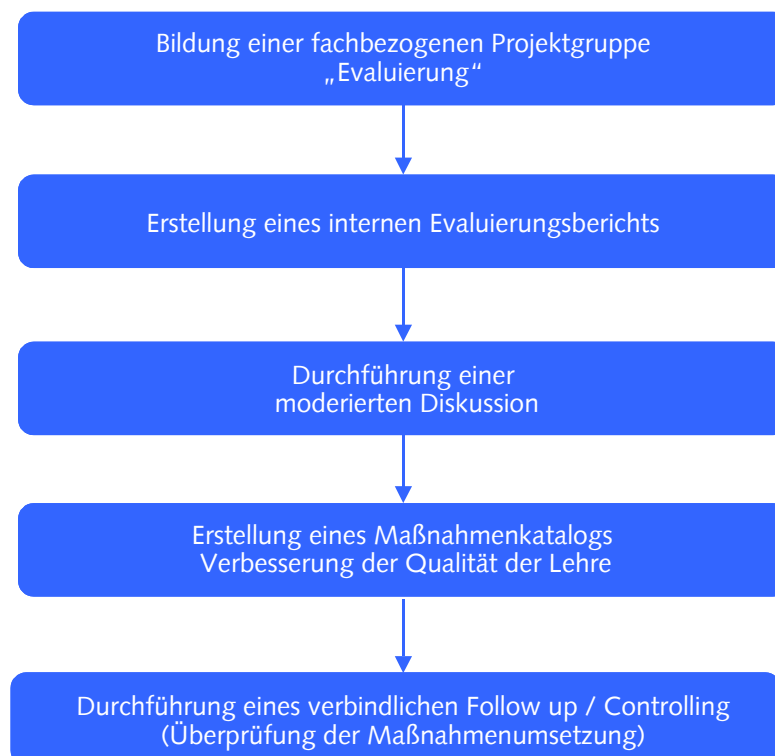 Bildung einer fachbezogenen Projektgruppe
„Evaluierung“
Erstellung eines internen Evaluierungsberichts
Durchführung einer
moderierten Diskussion
Erstellung eines Maßnahmenkatalogs
Verbesserung der Qualität der Lehre
Durchführung eines verbindlichen Follow up / Controlling
(Überprüfung der Maßnahmenumsetzung)